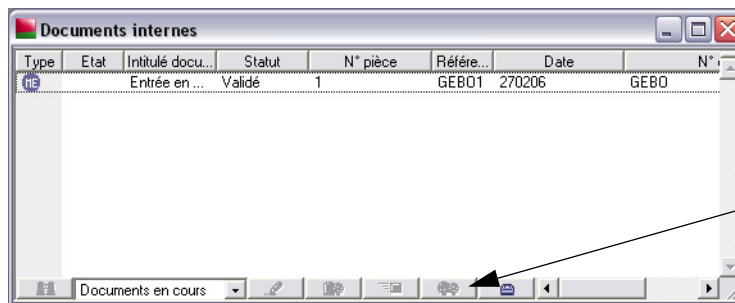 Documents internes
Type Etat Intitulé docu... Statut N° pièce Référe... Date N°
Entrée en ... Validé 1 GEBO1 270206 GEBO
Documents en cours